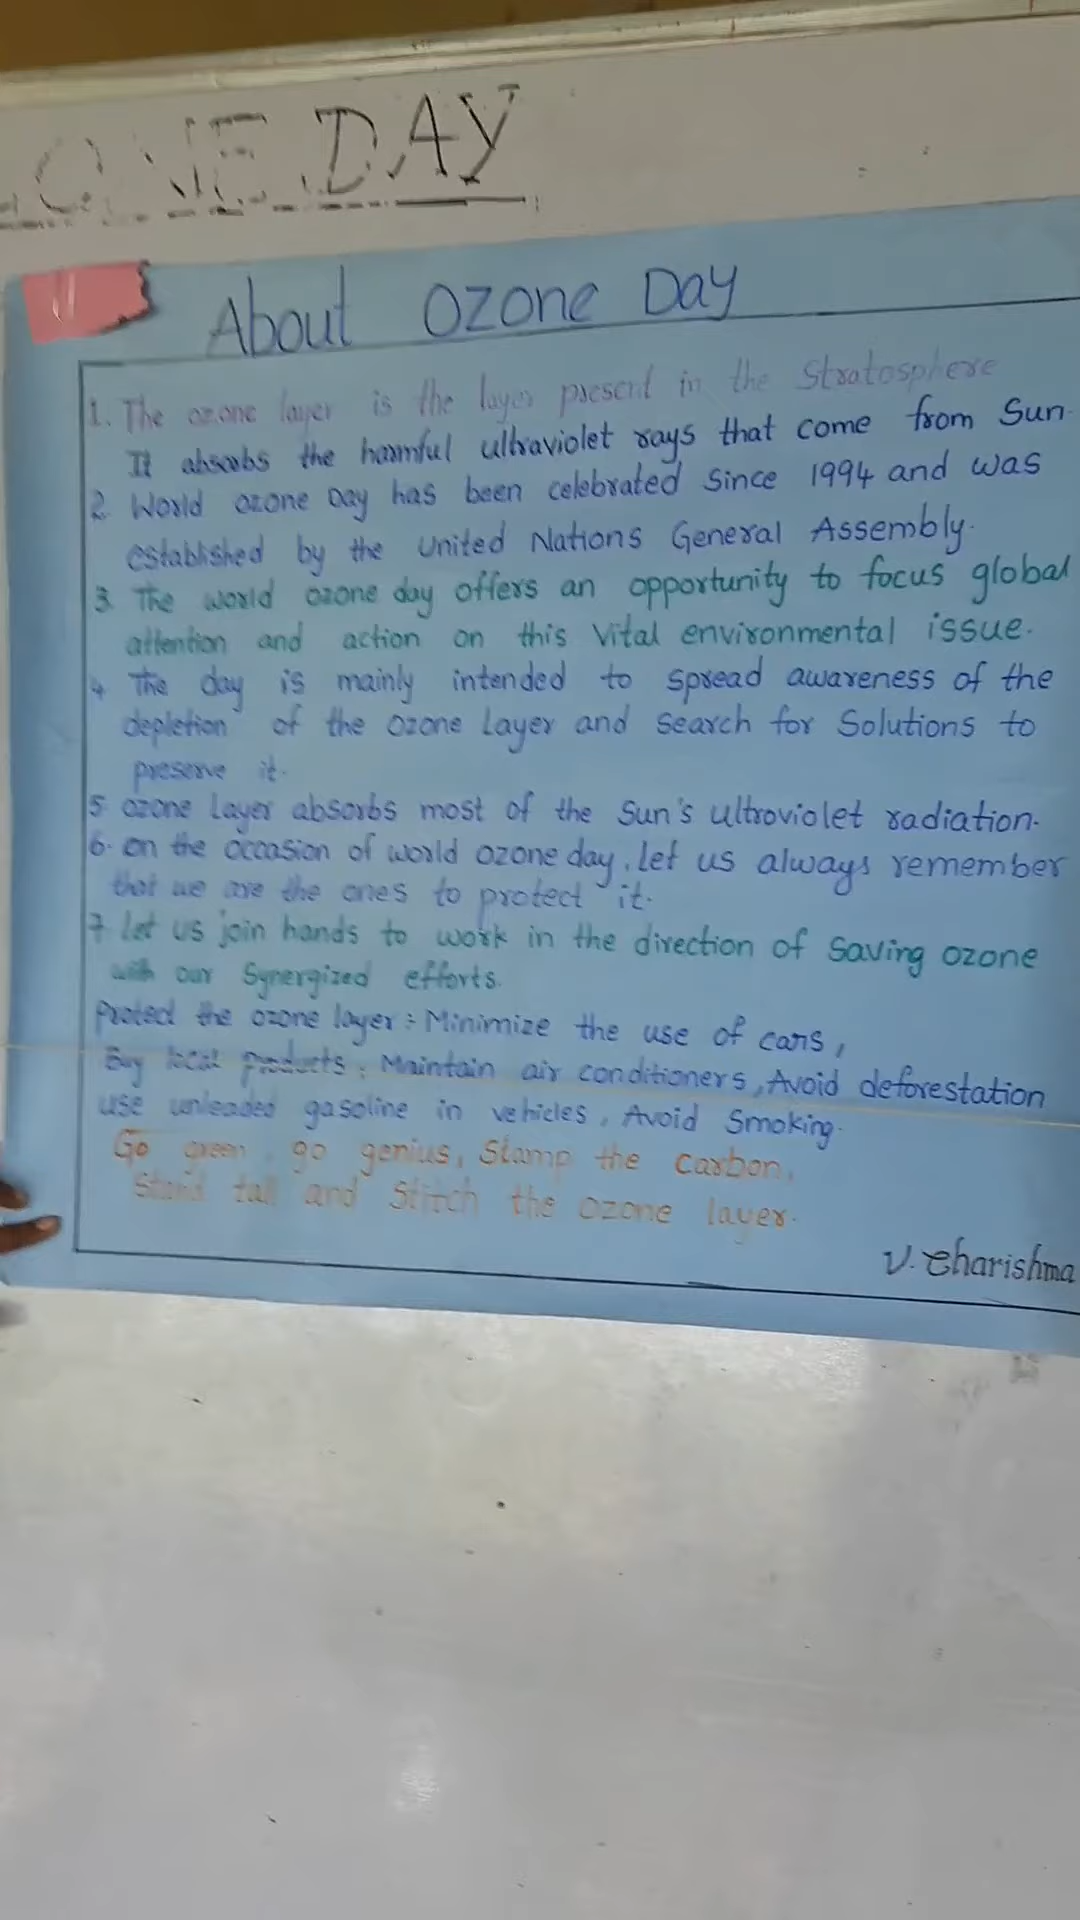 ONE DAY
About Ozone Day
1. The ozone layer is the layer present in the Stratosphere
It absorbs the harmful ultraviolet rays that come from Sun.
2. World ozone Day has been celebrated Since 1994 and was
established by the United Nations General Assembly.
3. The world ozone day offers an opportunity to focus global
attention and action on this Vital environmental issue.
4 The day is mainly intended to spread awareness of the
depletion of the Ozone Layer and Search for Solutions to
preserve it.
5. ozone Layer absorbs most of the Sun's ultroviolet radiation.
6. on the occasion of world ozone day, let us always remember
that we are the ones to protect it.
7 let us join hands to work in the direction of Saving ozone
with our Synergized efforts.
Protect the ozone layer : Minimize the use of cars,
Buy local products, Maintain air conditioners, Avoid deforestation
use unleaded gasoline in vehicles, Avoid Smoking.
Go green go genius, Stamp the carbon,
Stand tall and Stitch the ozone layer.
V. Charishma